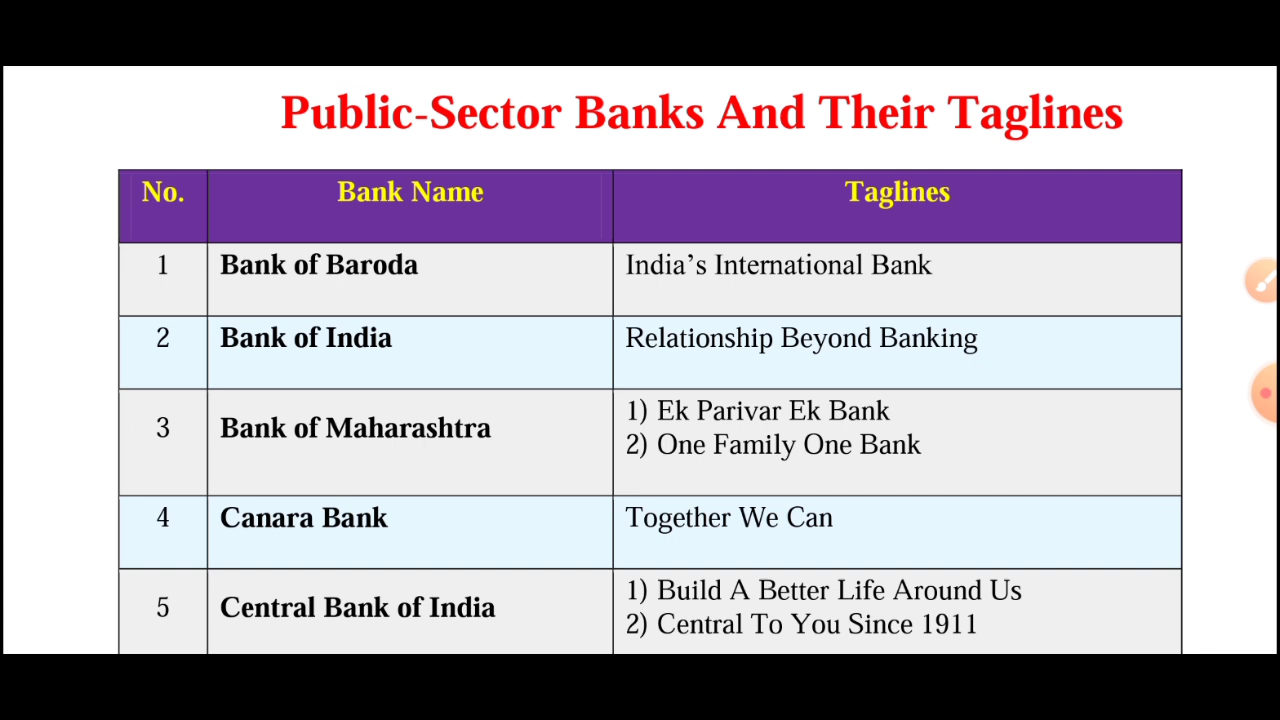 Public-Sector Banks And Their Taglines
No. Bank Name Taglines
1 Bank of Baroda India’s International Bank
2 Bank of India Relationship Beyond Banking
3 Bank of Maharashtra 1) Ek Parivar Ek Bank
2) One Family One Bank
4 Canara Bank Together We Can
5 Central Bank of India 1) Build A Better Life Around Us
2) Central To You Since 1911